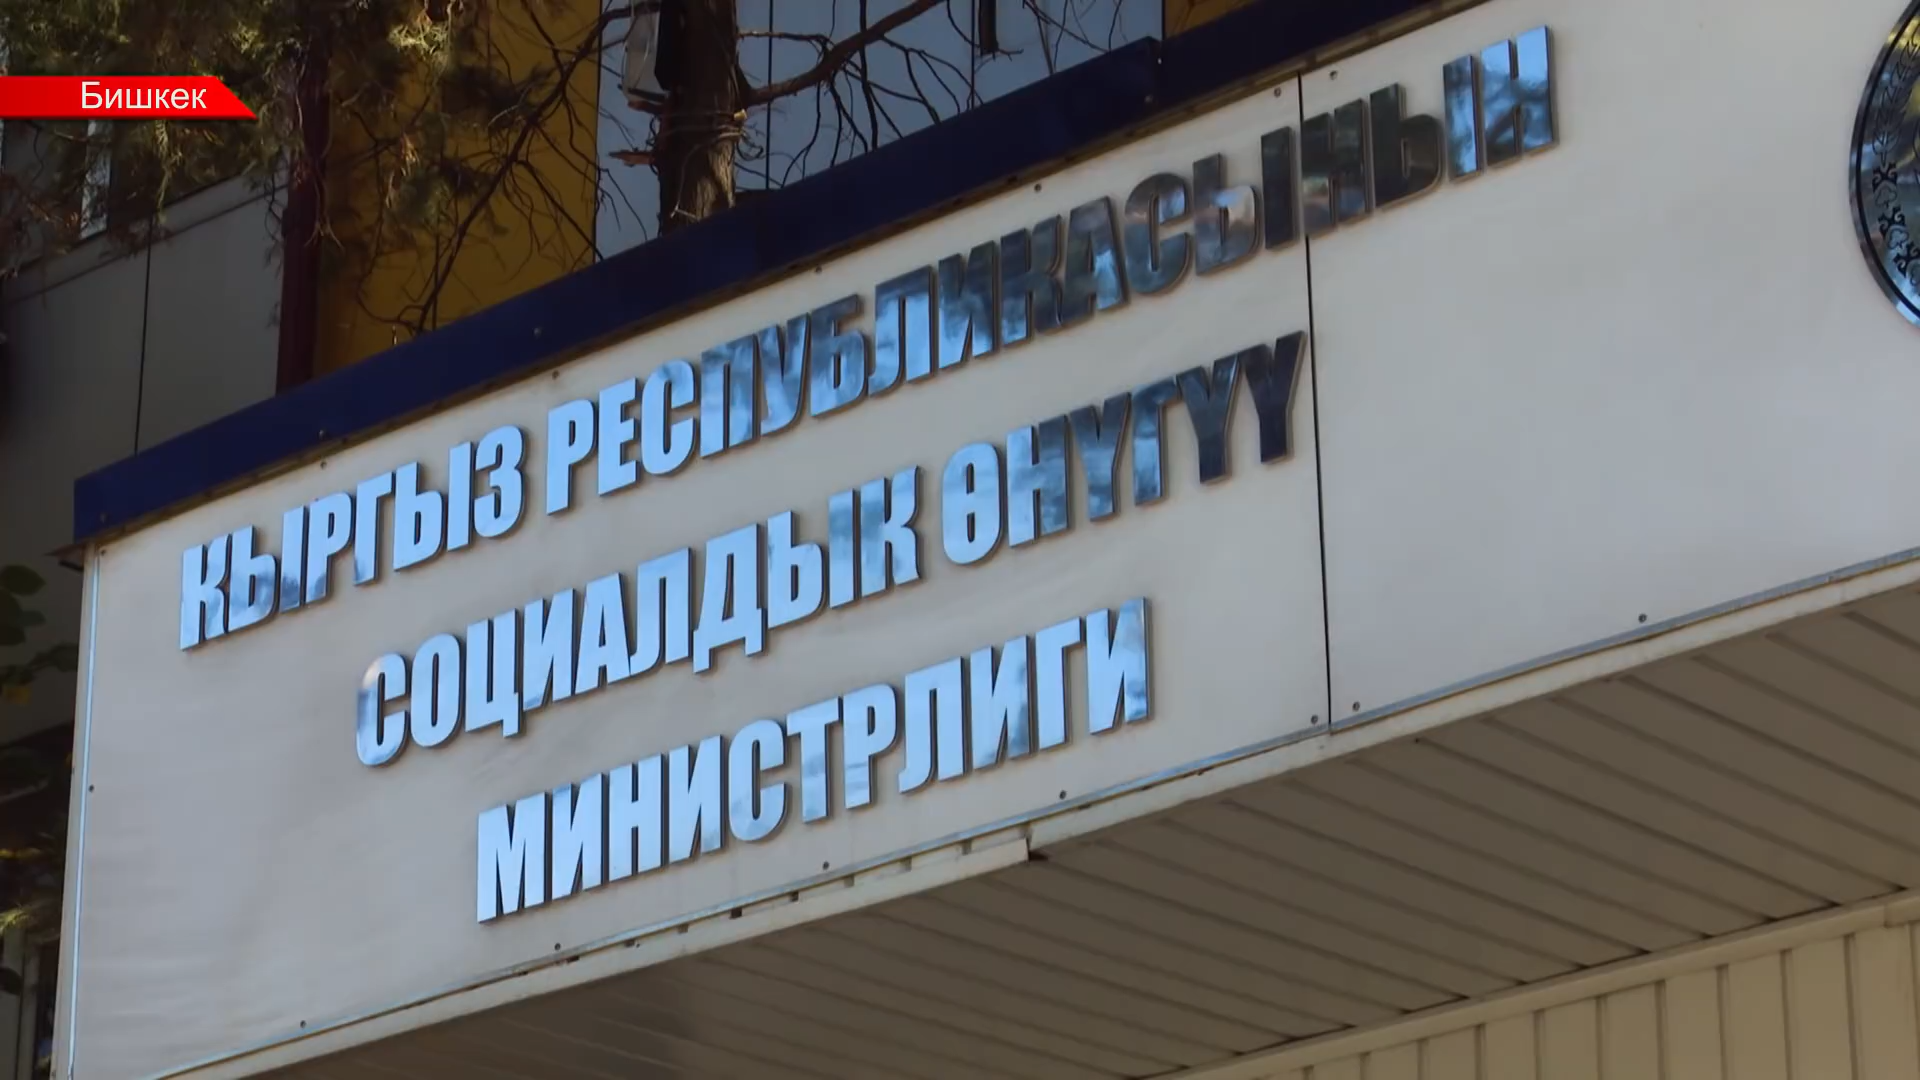 Бишкек
КЫРГЫЗ РЕСПУБЛИКАСЫНЫН
СОЦИАЛДЫК ӨНҮГҮҮ
МИНИСТРЛИГИ